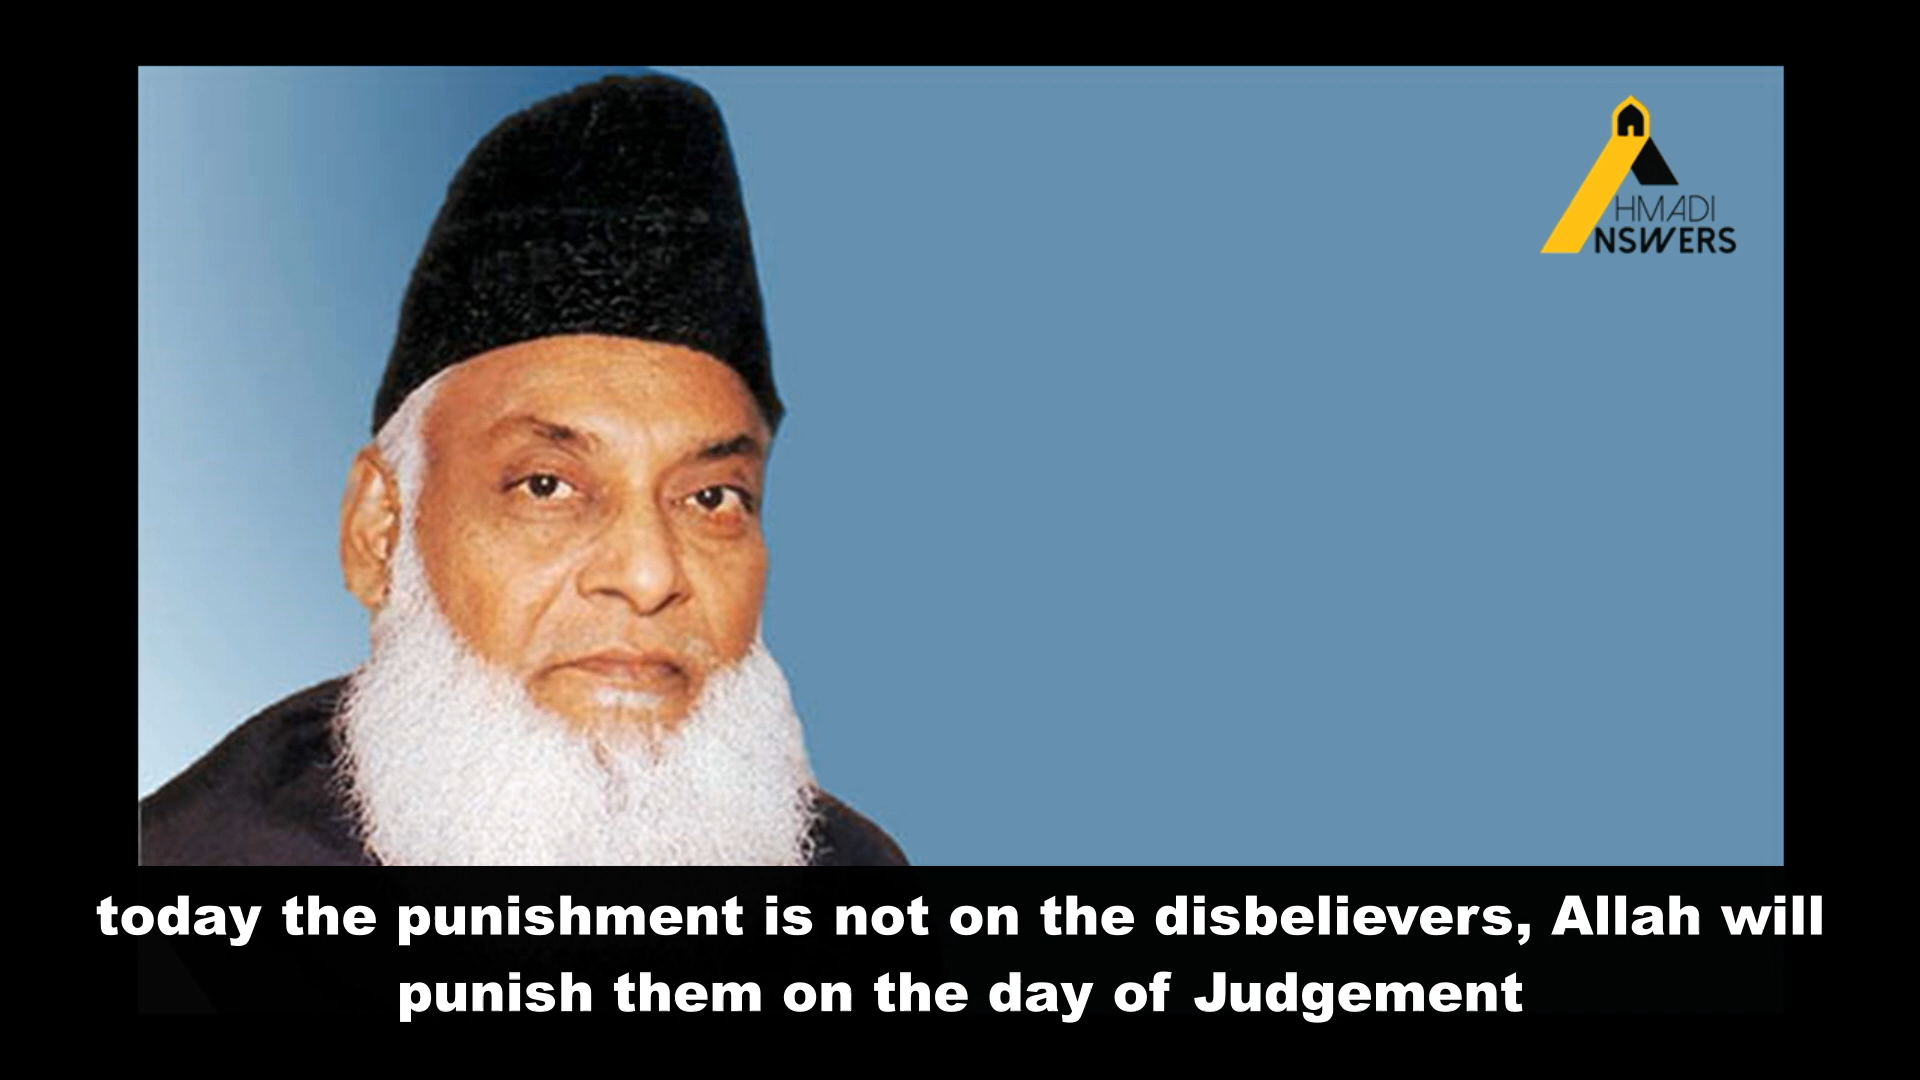 HMADI
NSWERS
today the punishment is not on the disbelievers, Allah will
punish them on the day of Judgement